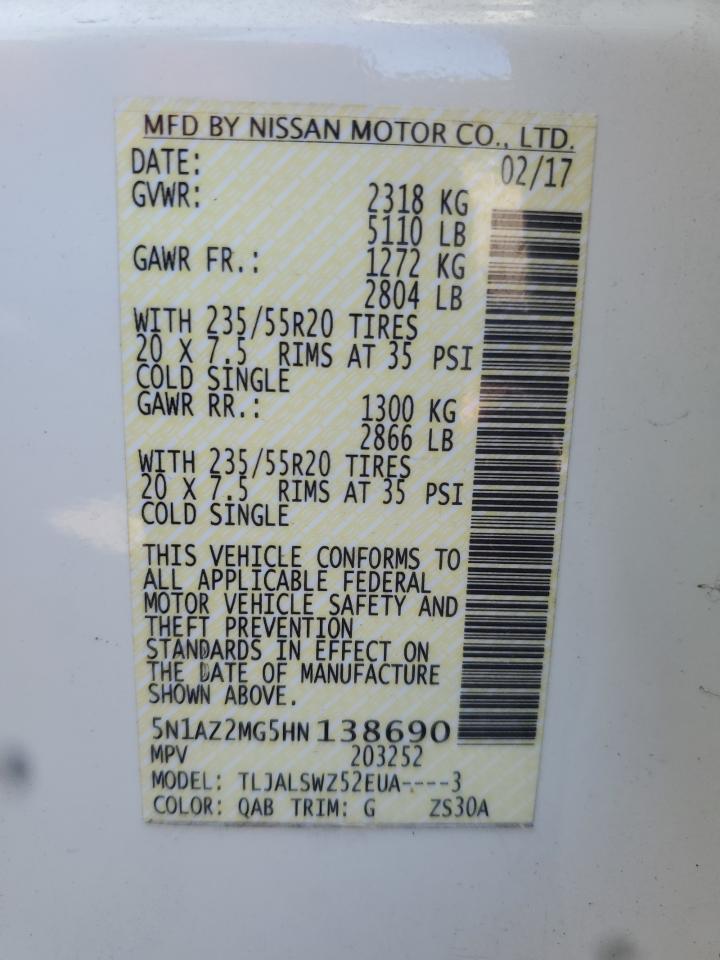 MFD BY NISSAN MOTOR CO., LTD.
DATE: 02/17
GVWR: 2318 KG
5110 LB
GAWR FR.: 1272 KG
2804 LB
WITH 235/55R20 TIRES
20 X 7.5 RIMS AT 35 PSI
COLD SINGLE
GAWR RR.: 1300 KG
2866 LB
WITH 235/55R20 TIRES
20 X 7.5 RIMS AT 35 PSI
COLD SINGLE
THIS VEHICLE CONFORMS TO
ALL APPLICABLE FEDERAL
MOTOR VEHICLE SAFETY AND
THEFT PREVENTION
STANDARDS IN EFFECT ON
THE DATE OF MANUFACTURE
SHOWN ABOVE.
5N1AZ2MG5HN138690
MPV 203252
MODEL: TLJALSWZ52EUA----3
COLOR: QAB TRIM: G ZS30A